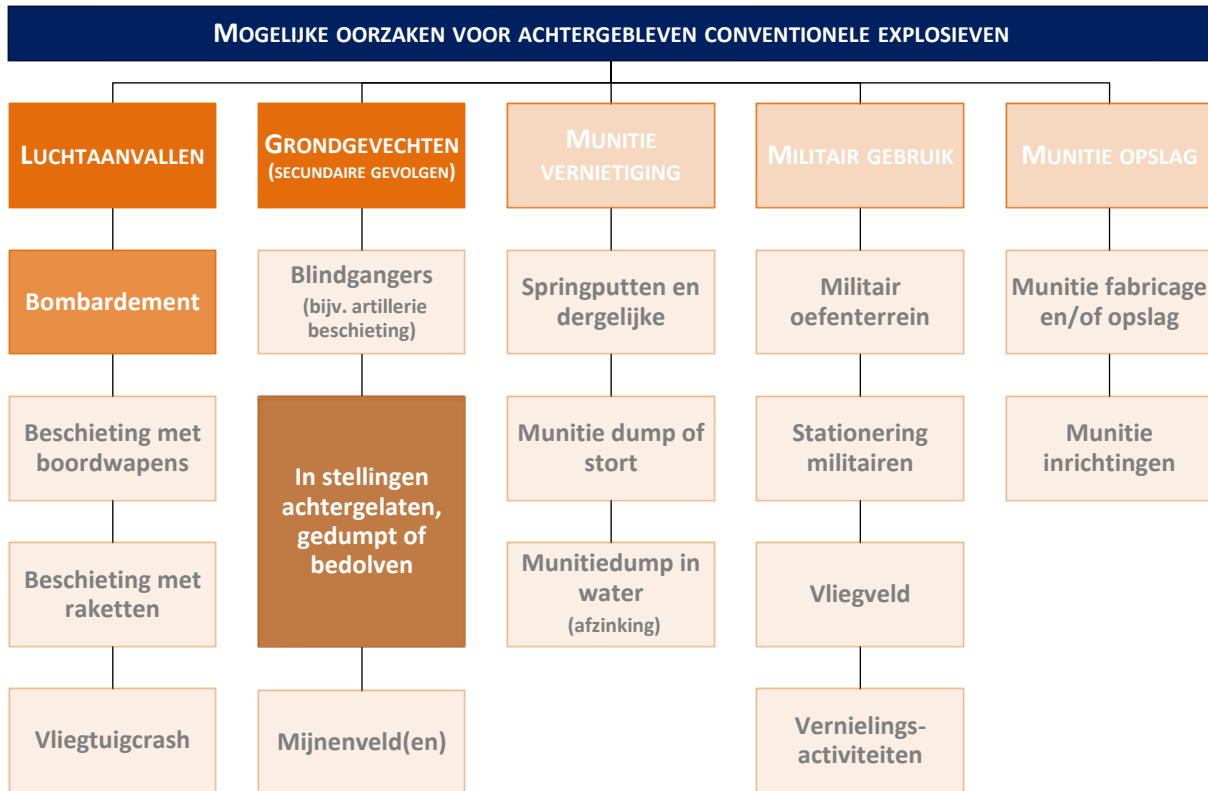 MOGELIJKE OORZAKEN VOOR ACHTERGEBLEVEN CONVENTIONELE EXPLOSIEVEN
LUCHTAANVALLEN
GRONDGEVECHTEN
(SECUNDAIRE GEVOLGEN)
MUNITIE
VERNIETIGING
MILITAIR GEBRUIK
MUNITIE OPSLAG
Bombardement
Blindgangers
(bijv. artillerie
beschieting)
Springputten en
dergelijke
Militair
oefenterrein
Munitie fabricage
en/of opslag
Beschieting met
boordwapens
In stellingen
achtergelaten,
gedumpt of
bedolven
Munitie dump of
stort
Stationering
militairen
Munitie
inrichtingen
Beschieting met
raketten
Munitiedump in
water
(afzinking)
Vliegveld
Vliegtuigcrash
Mijnenveld(en)
Vernielings-
activiteiten